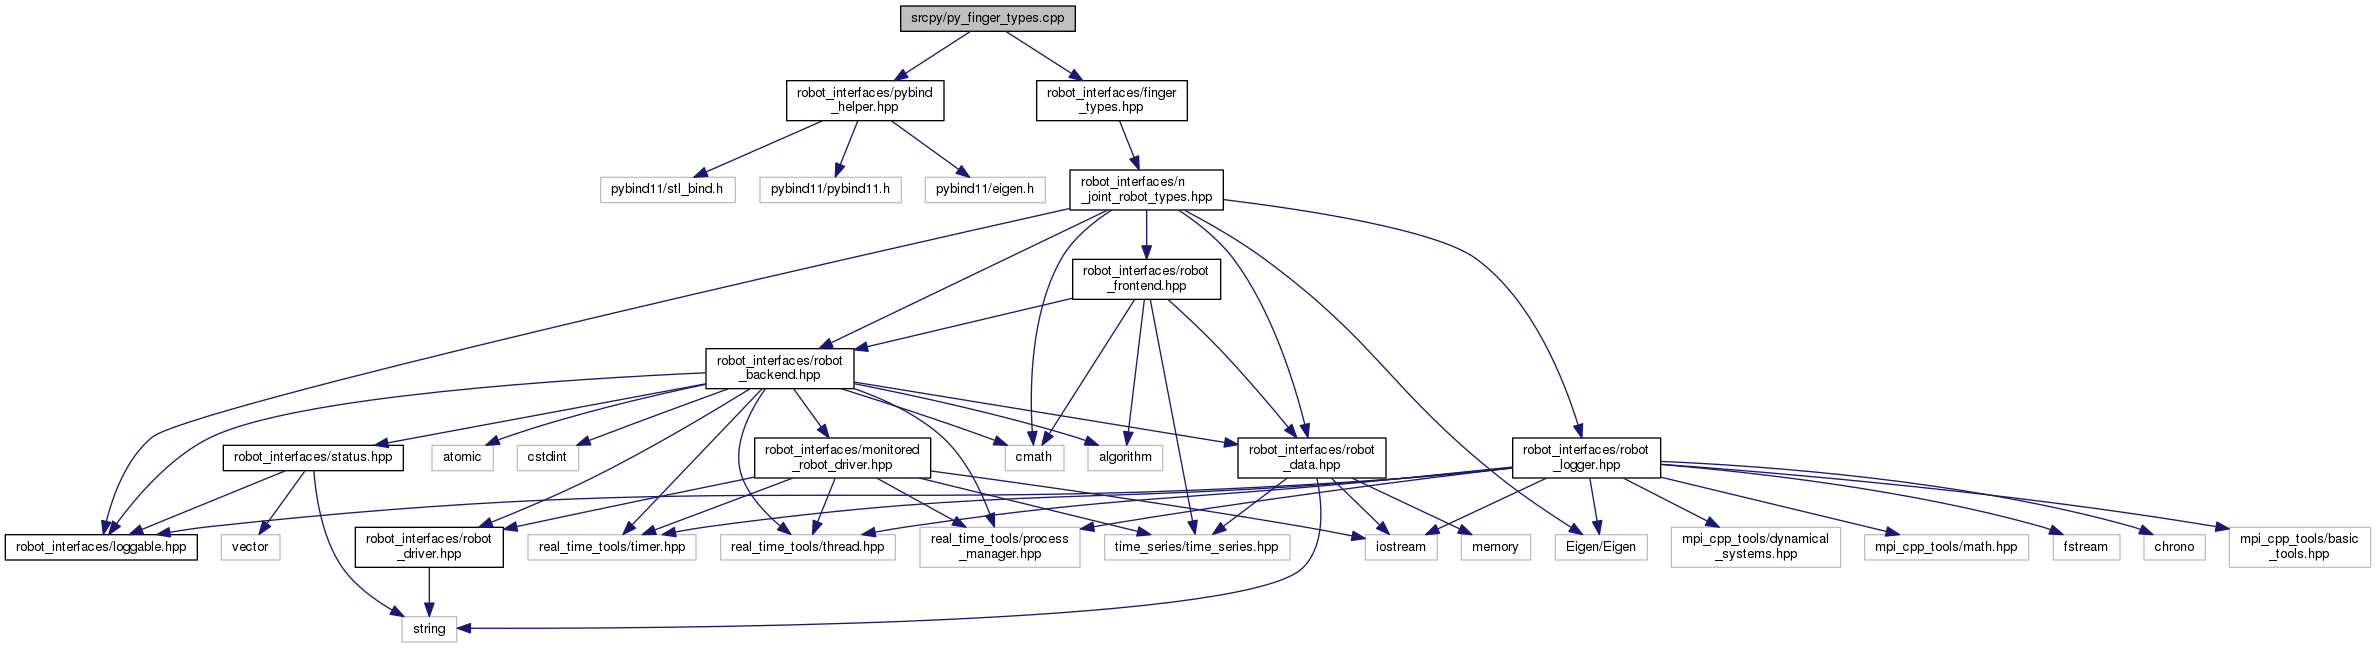 srcpy/py_finger_types.cpp
robot_interfaces/pybind
_helper.hpp
robot_interfaces/finger
_types.hpp
pybind11/stl_bind.h
pybind11/pybind11.h
pybind11/eigen.h
robot_interfaces/n
_joint_robot_types.hpp
robot_interfaces/robot
_frontend.hpp
robot_interfaces/robot
_backend.hpp
robot_interfaces/status.hpp
atomic
cstdint
robot_interfaces/monitored
_robot_driver.hpp
cmath
algorithm
robot_interfaces/robot
_data.hpp
robot_interfaces/robot
_logger.hpp
robot_interfaces/loggable.hpp
vector
robot_interfaces/robot
_driver.hpp
real_time_tools/timer.hpp
real_time_tools/thread.hpp
real_time_tools/process
_manager.hpp
time_series/time_series.hpp
iostream
memory
Eigen/Eigen
mpi_cpp_tools/dynamical
_systems.hpp
mpi_cpp_tools/math.hpp
fstream
chrono
mpi_cpp_tools/basic
_tools.hpp
string